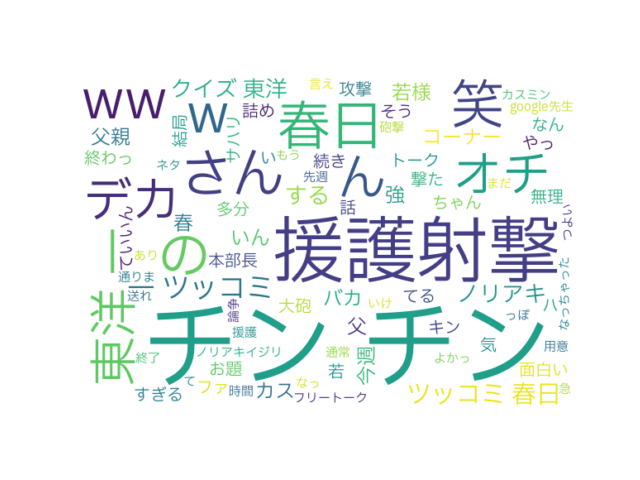 クイズ 東洋
詰め
攻撃
若様
笑
言え
カスミン
google先生
ww
w
春日
そう
砲撃
コーナー
なん
父親
結局
サハツ
やっ
終わっ
ネタ
さん
い
もう
続き
先週
トーク
撃た
ん
強
オチ
まだ
無理
デカ
ていいん
春
多分
する
話
ちゃん
つよい
一
の
いん
援護射撃
あり
通りま
送れ
一
本部長
ツッコミ
論争
大砲
バカ
てる
ノリアキ
ハ
なっちゃった
東洋
チン チン
援護
父
いけ
キン
っぽ
終了
ノリアキイジリ
通常
よかっ
気
用意
お題
若
今週
面白い
すぎる
て
ファ
時間
カス
なっ
フリートーク
ツッコミ 春日
急